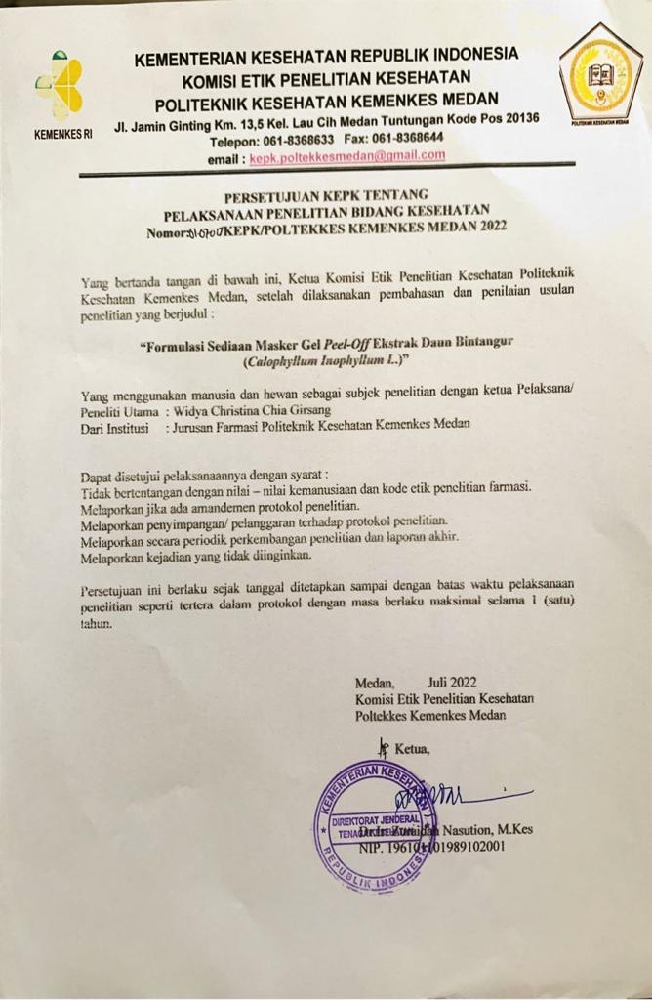 KEMENTERIAN KESEHATAN REPUBLIK INDONESIA
KOMISI ETIK PENELITIAN KESEHATAN
POLITEKNIK KESEHATAN KEMENKES MEDAN
KEMENKES RI
POLITEKNIK KESEHATAN MEDAN
Jl. Jamin Ginting Km. 13,5 Kel. Lau Cih Medan Tuntungan Kode Pos 20136
Telepon: 061-8368633 Fax: 061-8368644
email : kepk.poltekkesmedan@gmail.com
PERSETUJUAN KEPK TENTANG
PELAKSANAAN PENELITIAN BIDANG KESEHATAN
Nomor: /KEPK/POLTEKKES KEMENKES MEDAN 2022
Yang bertanda tangan di bawah ini, Ketua Komisi Etik Penelitian Kesehatan Politeknik
Kesehatan Kemenkes Medan, setelah dilaksanakan pembahasan dan penilaian usulan
penelitian yang berjudul :
“Formulasi Sediaan Masker Gel Peel-Off Ekstrak Daun Bintangur
(Calophyllum Inophyllum L.)”
Yang menggunakan manusia dan hewan sebagai subjek penelitian dengan ketua Pelaksana/
Peneliti Utama : Widya Christina Chia Girsang
Dari Institusi : Jurusan Farmasi Politeknik Kesehatan Kemenkes Medan
Dapat disetujui pelaksanaannya dengan syarat :
Tidak bertentangan dengan nilai – nilai kemanusiaan dan kode etik penelitian farmasi.
Melaporkan jika ada amandemen protokol penelitian.
Melaporkan penyimpangan/ pelanggaran terhadap protokol penelitian.
Melaporkan secara periodik perkembangan penelitian dan laporan akhir.
Melaporkan kejadian yang tidak diinginkan.
Persetujuan ini berlaku sejak tanggal ditetapkan sampai dengan batas waktu pelaksanaan
penelitian seperti tertera dalam protokol dengan masa berlaku maksimal selama 1 (satu)
tahun.
Medan, Juli 2022
Komisi Etik Penelitian Kesehatan
Poltekkes Kemenkes Medan
Ketua,
KEMENTERIAN KESEHATAN
DIREKTORAT JENDERAL
TENAGA KESEHATAN
REPUBLIK INDONESIA
Zuraidah Nasution, M.Kes
NIP. 196101101989102001